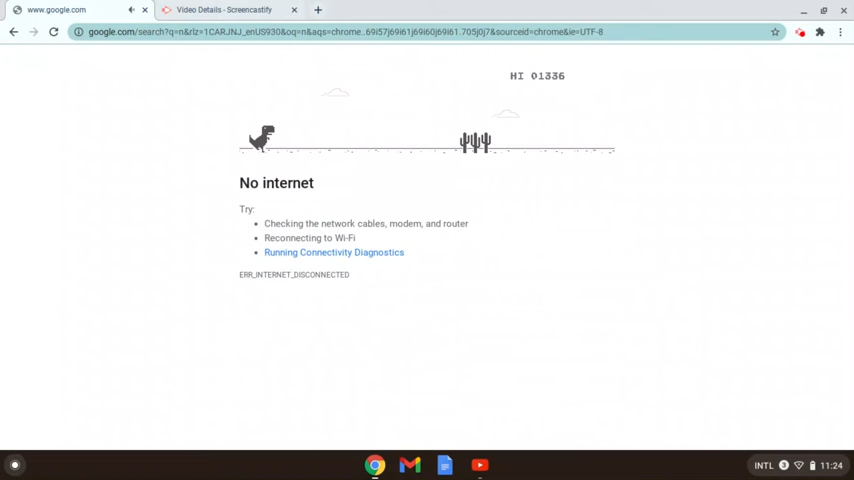 www.google.com
Video Details - Screencastify
google.com/search?q=n&rlz=1CARJNJ_enUS930&oq=n&aqs=chrome..69i57j69i61j69i60j69i61.705j0j7&sourceid=chrome&ie=UTF-8
HI 01336
No internet
Try:
• Checking the network cables, modem, and router
• Reconnecting to Wi-Fi
• Running Connectivity Diagnostics
ERR_INTERNET_DISCONNECTED
INTL 3 11:24